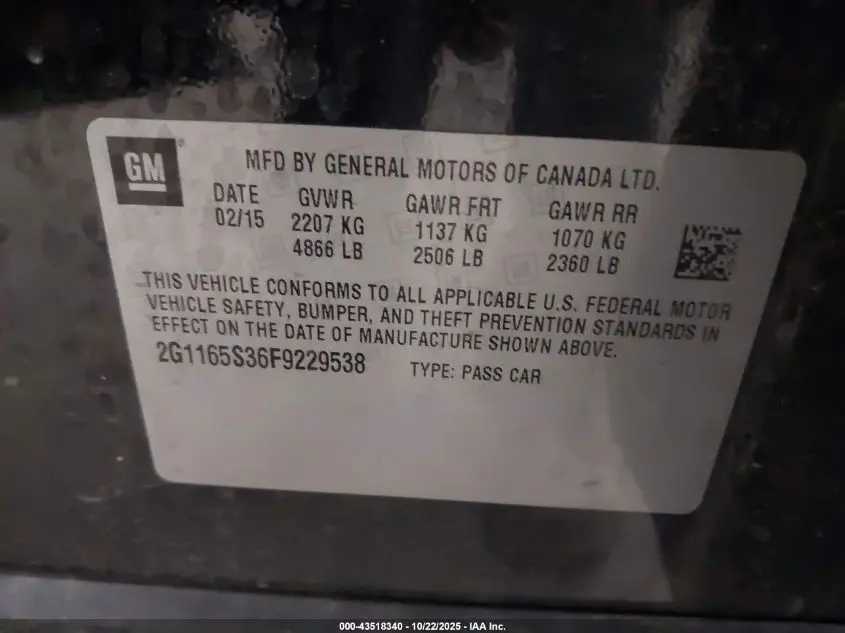 GM
MFD BY GENERAL MOTORS OF CANADA LTD.
DATE GVWR GAWR FRT GAWR RR
02/15 2207 KG 1137 KG 1070 KG
4866 LB 2506 LB 2360 LB
THIS VEHICLE CONFORMS TO ALL APPLICABLE U.S. FEDERAL MOTOR
VEHICLE SAFETY, BUMPER, AND THEFT PREVENTION STANDARDS IN
EFFECT ON THE DATE OF MANUFACTURE SHOWN ABOVE.
2G1165S36F9229538 TYPE: PASS CAR
000-43518340 - 10/22/2025 - IAA Inc.